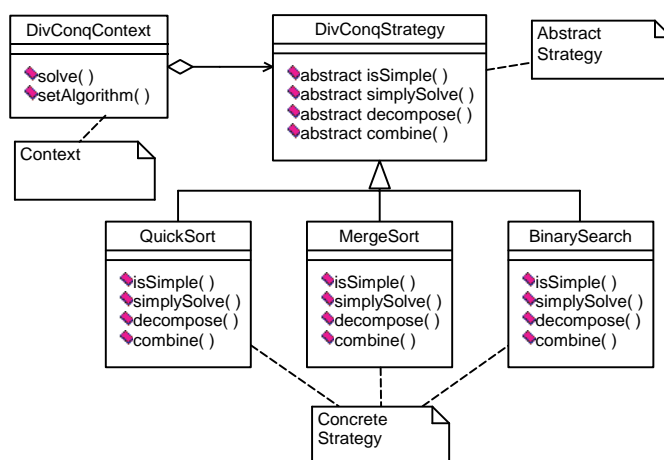 DivConqContext
solve( )
setAlgorithm( )
Context
DivConqStrategy
abstract isSimple( )
abstract simplySolve( )
abstract decompose( )
abstract combine( )
Abstract
Strategy
QuickSort
isSimple( )
simplySolve( )
decompose( )
combine( )
MergeSort
isSimple( )
simplySolve( )
decompose( )
combine( )
BinarySearch
isSimple( )
simplySolve( )
decompose( )
combine( )
Concrete
Strategy